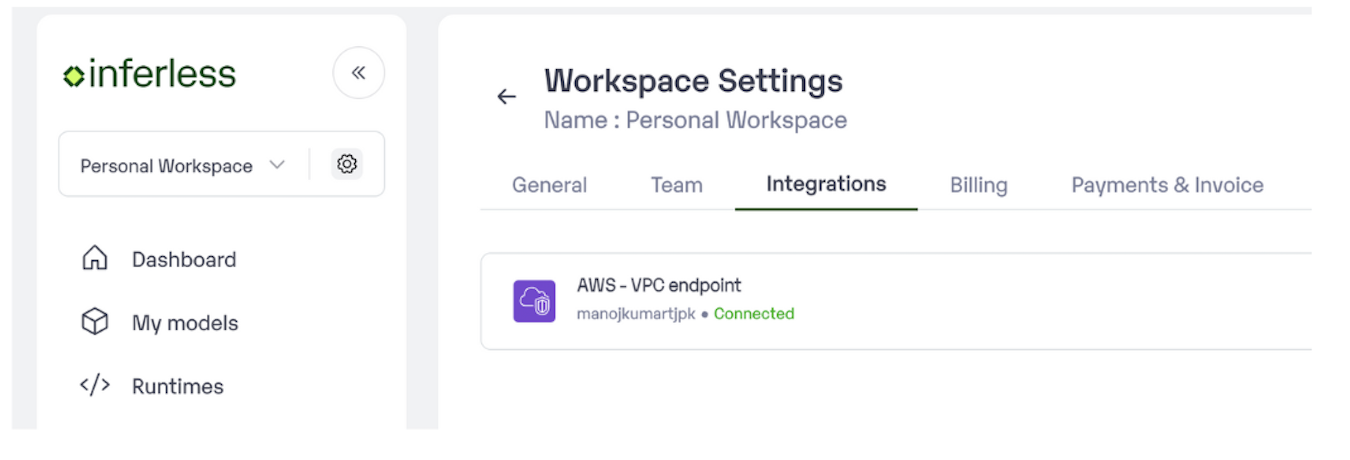 inferless
Personal Workspace
Dashboard
My models
</> Runtimes
Workspace Settings
Name : Personal Workspace
General Team Integrations Billing Payments & Invoice
AWS - VPC endpoint
manojkumartjpk • Connected